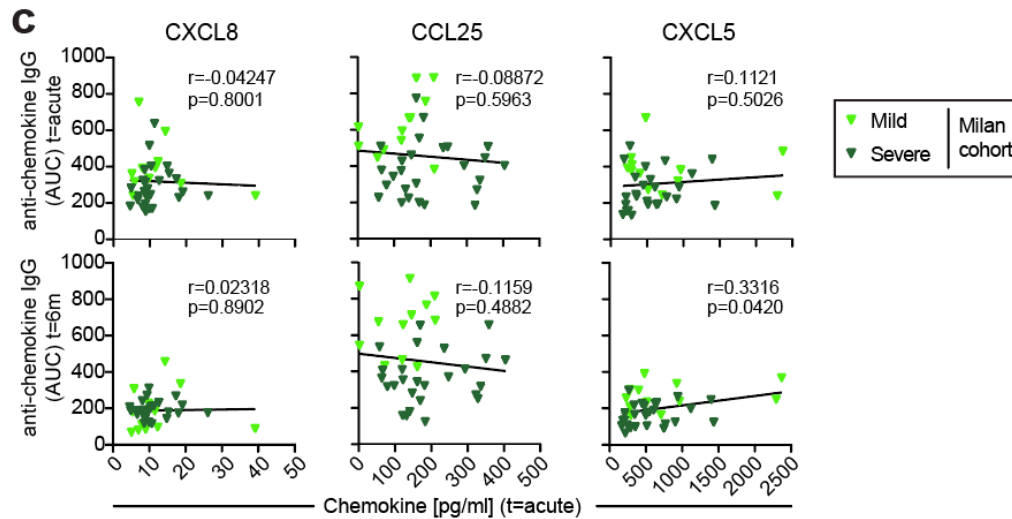 C
CXCL8
CCL25
CXCL5
anti-chemokine IgG
(AUC) t=acute
1000
800
600
400
200
0
r=-0.04247
p=0.8001
r=-0.08872
p=0.5963
r=0.1121
p=0.5026
Mild
Severe
Milan
cohort
anti-chemokine IgG
(AUC) t=6m
1000
800
600
400
200
0
r=0.02318
p=0.8902
r=-0.1159
p=0.4882
r=0.3316
p=0.0420
0 10 20 30 40 50
0 100 200 300 400 500
0 500 1000 1500 2000 2500
Chemokine [pg/ml] (t=acute)